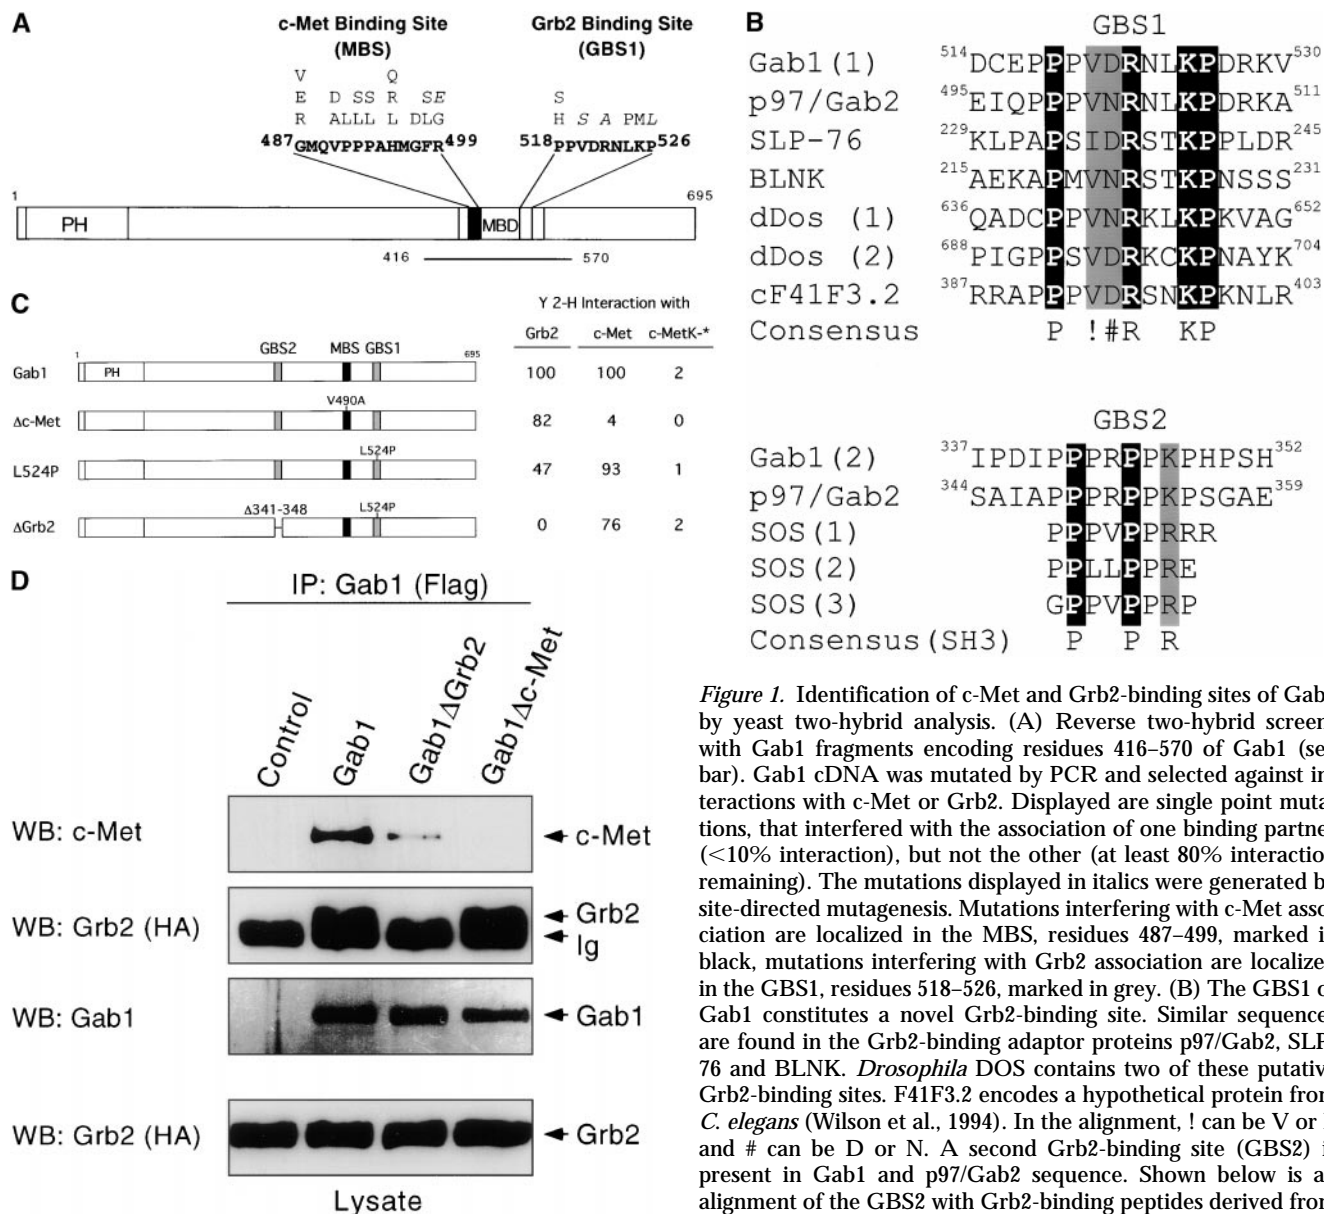 A
c-Met Binding Site
(MBS)
Grb2 Binding Site
(GBS1)
V Q
E D SS R SE S
R ALLL L DLG H S A PML
487GMQVPPPAHMGFR499 518PPVDRNLKP526
1 695
PH MBD
416 570
B
GBS1
Gab1(1) 514DCEPPPVDRNLKPDRKV530
p97/Gab2 495EIQPPPVNRNLKPDRKA511
SLP-76 229KLPAPSIDRSTKPPLDR245
BLNK 215AEKAPMVNRSTKPNSSS231
dDos (1) 636QADCPPVNRKLKPKVAG652
dDos (2) 688PIGPPSVDRKCKPNAYK704
cF41F3.2 387RRAPPPVDRSNKPKNLR403
Consensus P !#R KP
GBS2
Gab1(2) 337IPDIPPPRPPKPHPSH352
p97/Gab2 344SAIAPPPRPPKPSGAE359
SOS(1) PPPVPPRRR
SOS(2) PPLLPPRE
SOS(3) GPPVPPRP
Consensus(SH3) P P R
C
Y 2-H Interaction with
Grb2 c-Met c-MetK-*
1 GBS2 MBS GBS1 695
Gab1 PH 100 100 2
V490A
Δc-Met 82 4 0
L524P
L524P 47 93 1
Δ341-348 L524P
ΔGrb2 0 76 2
D
IP: Gab1 (Flag)
Control Gab1 Gab1ΔGrb2 Gab1Δc-Met
WB: c-Met c-Met
WB: Grb2 (HA) Grb2
Ig
WB: Gab1 Gab1
WB: Grb2 (HA) Grb2
Lysate
Figure 1. Identification of c-Met and Grb2-binding sites of Gab
by yeast two-hybrid analysis. (A) Reverse two-hybrid screen
with Gab1 fragments encoding residues 416–570 of Gab1 (se
bar). Gab1 cDNA was mutated by PCR and selected against in
teractions with c-Met or Grb2. Displayed are single point muta
tions, that interfered with the association of one binding partne
(<10% interaction), but not the other (at least 80% interactio
remaining). The mutations displayed in italics were generated b
site-directed mutagenesis. Mutations interfering with c-Met asso
ciation are localized in the MBS, residues 487–499, marked i
black, mutations interfering with Grb2 association are localize
in the GBS1, residues 518–526, marked in grey. (B) The GBS1 o
Gab1 constitutes a novel Grb2-binding site. Similar sequence
are found in the Grb2-binding adaptor proteins p97/Gab2, SLP
76 and BLNK. Drosophila DOS contains two of these putativ
Grb2-binding sites. F41F3.2 encodes a hypothetical protein from
C. elegans (Wilson et al., 1994). In the alignment, ! can be V or I
and # can be D or N. A second Grb2-binding site (GBS2) i
present in Gab1 and p97/Gab2 sequence. Shown below is a
alignment of the GBS2 with Grb2-binding peptides derived from